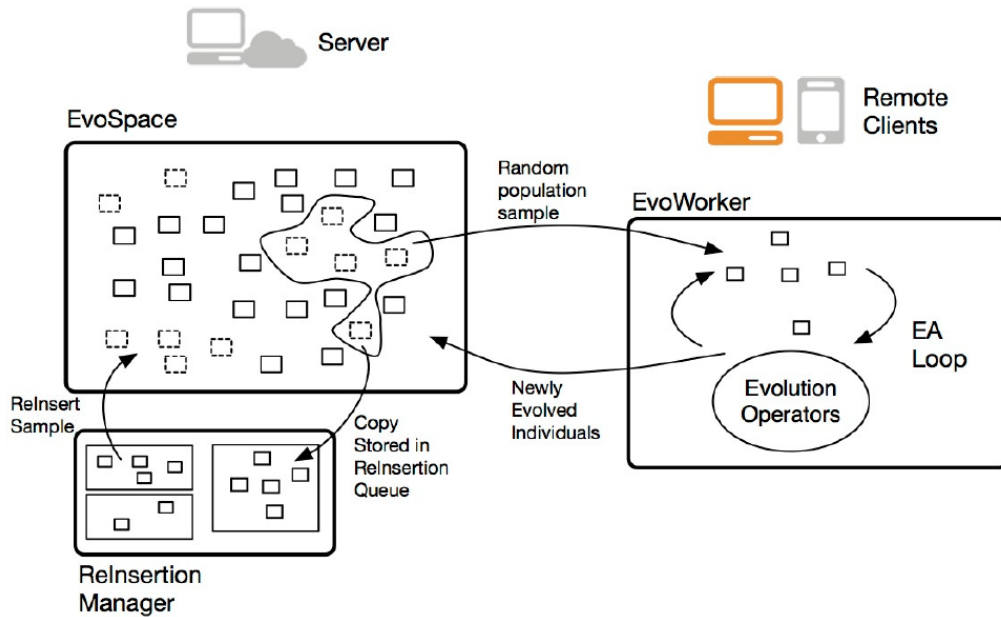 Server
Remote
Clients
EvoSpace
Random
population
sample
EvoWorker
EA
Loop
Evolution
Operators
Newly
Evolved
Individuals
ReInsert
Sample
Copy
Stored in
ReInsertion
Queue
ReInsertion
Manager